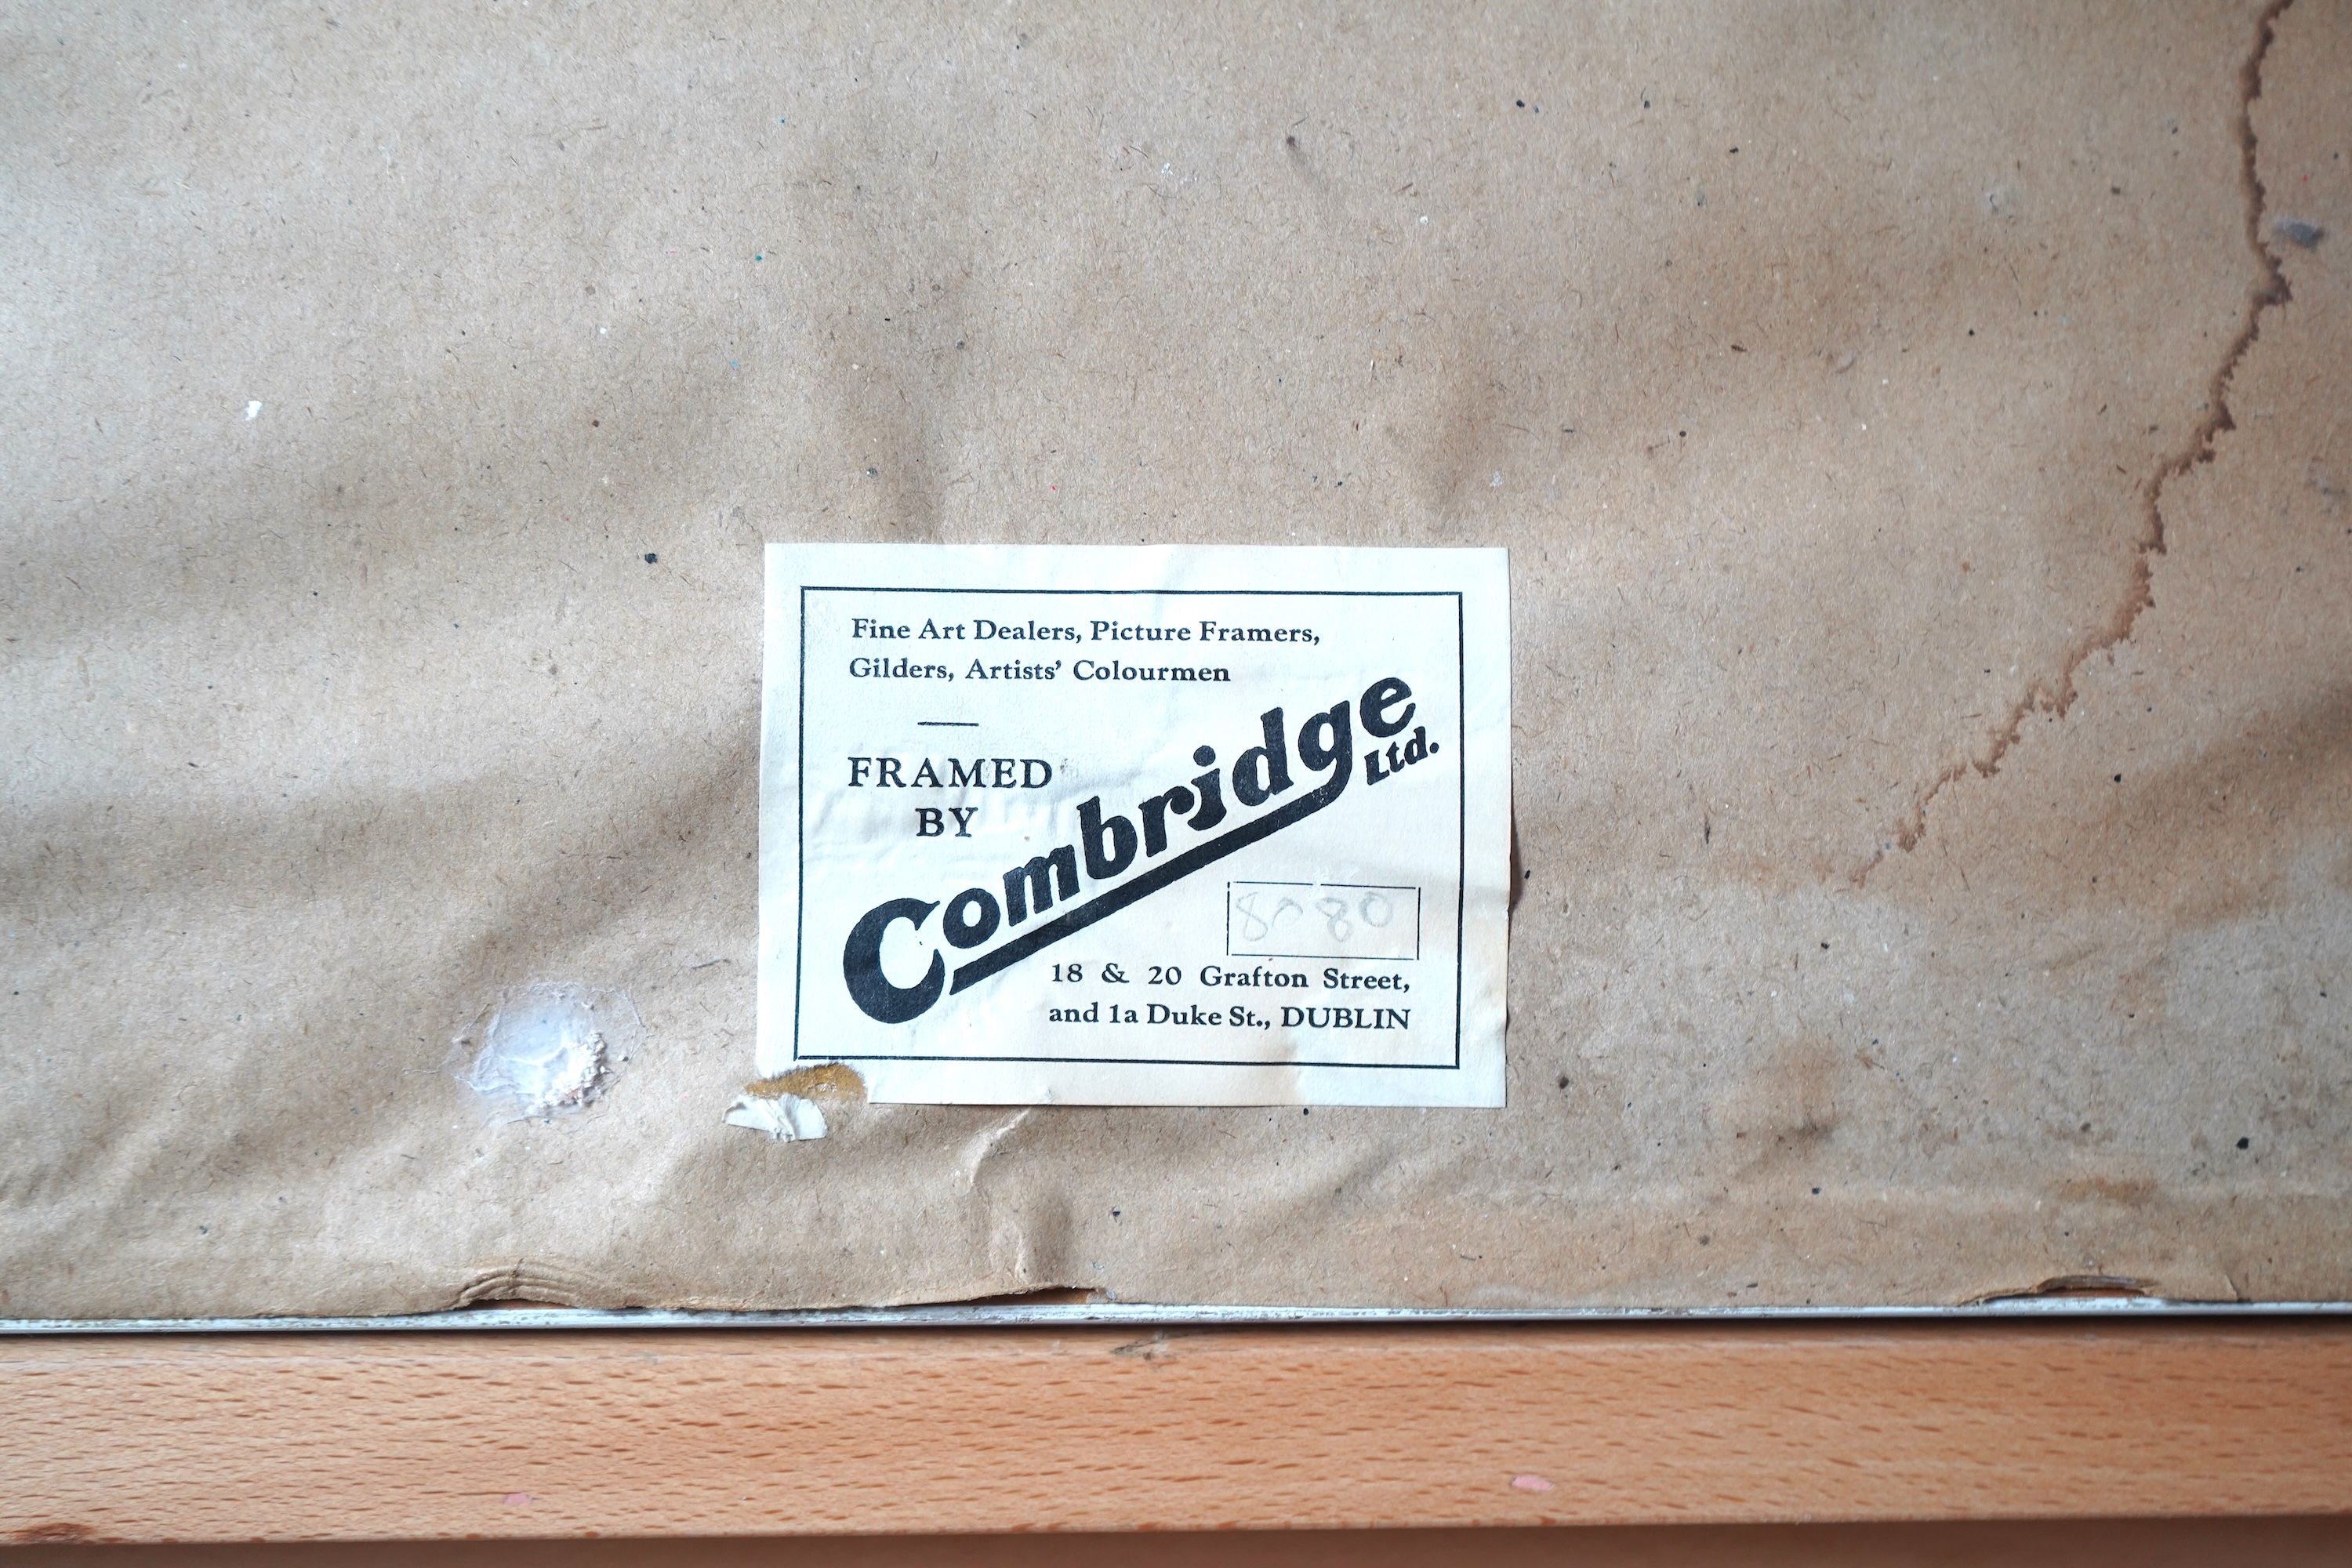 Fine Art Dealers, Picture Framers,
Gilders, Artists’ Colourmen
FRAMED
BY
Combridge
Ltd.
8080
18 & 20 Grafton Street,
and 1a Duke St., DUBLIN